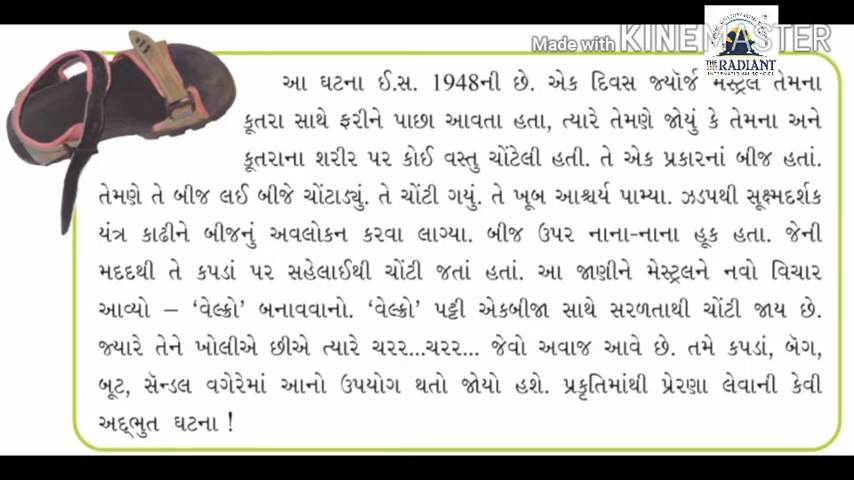 Made with KINEMASTER
THE RADIANT
INTERNATIONAL SCHOOL
આ ઘટના ઈ.સ. 1948ની છે. એક દિવસ જ્યૉર્જ મેસ્ટ્રલ તેમના
કૂતરા સાથે ફરીને પાછા આવતા હતા, ત્યારે તેમણે જોયું કે તેમના અને
કૂતરાના શરીર પર કોઈ વસ્તુ ચોંટેલી હતી. તે એક પ્રકારનાં બીજ હતાં.
તેમણે તે બીજ લઈ બીજે ચોંટાડ્યું. તે ચોંટી ગયું. તે ખૂબ આશ્ચર્ય પામ્યા. ઝડપથી સૂક્ષ્મદર્શક
યંત્ર કાઢીને બીજનું અવલોકન કરવા લાગ્યા. બીજ ઉપર નાના-નાના હૂક હતા. જેની
મદદથી તે કપડાં પર સહેલાઈથી ચોંટી જતાં હતાં. આ જાણીને મેસ્ટ્રલને નવો વિચાર
આવ્યો – ‘વેલ્ક્રો’ બનાવવાનો. ‘વેલ્ક્રો’ પટ્ટી એકબીજા સાથે સરળતાથી ચોંટી જાય છે.
જ્યારે તેને ખોલીએ છીએ ત્યારે ચરર...ચરર... જેવો અવાજ આવે છે. તમે કપડાં, બૅગ,
બૂટ, સૅન્ડલ વગેરેમાં આનો ઉપયોગ થતો જોયો હશે. પ્રકૃતિમાંથી પ્રેરણા લેવાની કેવી
અદ્ભુત ઘટના !